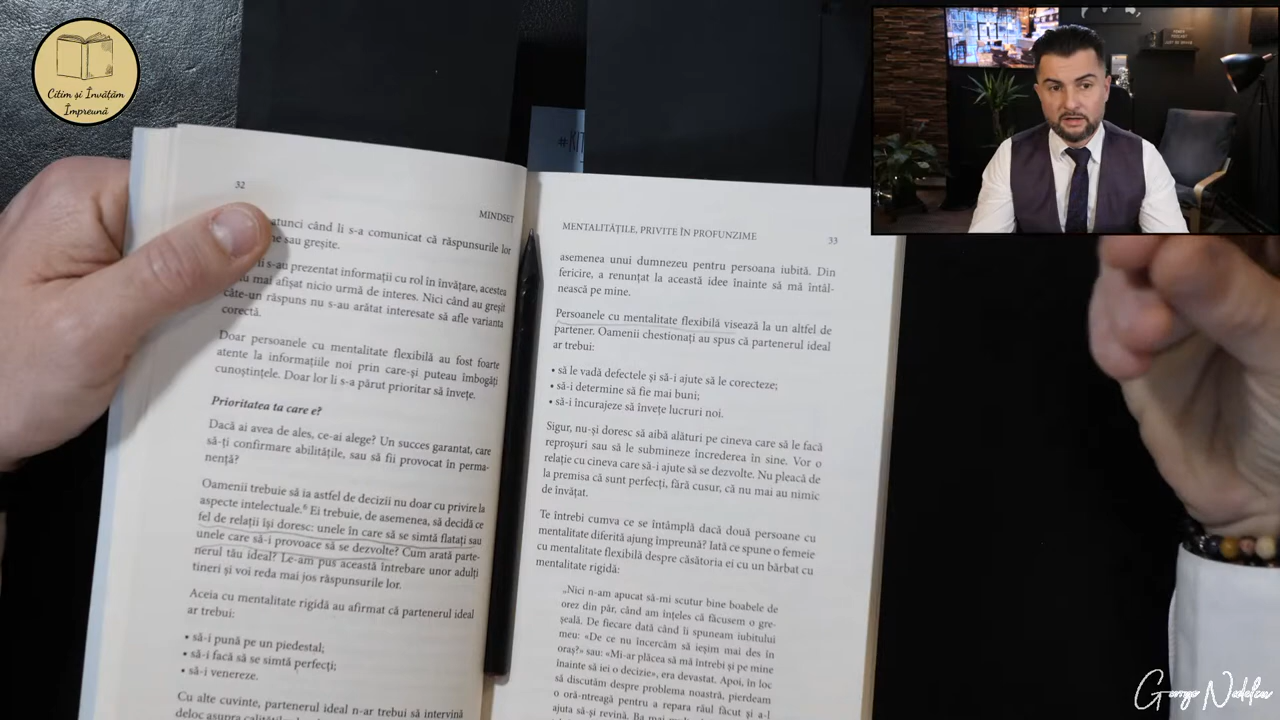 Citim și Învățăm
Împreună
32
MINDSET
atunci când li s-a comunicat că răspunsurile lor
sau greșite.
li s-au prezentat informații cu rol în învățare, acestea
mai afișat nicio urmă de interes. Nici când au greșit
câte-un răspuns nu s-au arătat interesate să afle varianta
corectă.
Doar persoanele cu mentalitate flexibilă au fost foarte
atente la informațiile noi prin care-și puteau îmbogăți
cunoștințele. Doar lor li s-a părut prioritar să învețe.
Prioritatea ta care e?
Dacă ai avea de ales, ce-ai alege? Un succes garantat, care
să-ți confirmare abilitățile, sau să fii provocat în perma-
nență?
Oamenii trebuie să ia astfel de decizii nu doar cu privire la
aspecte intelectuale.⁶ Ei trebuie, de asemenea, să decidă ce
fel de relații își doresc: unele în care să se simtă flatați sau
unele care să-i provoace să se dezvolte? Cum arată parte-
nerul tău ideal? Le-am pus această întrebare unor adulți
tineri și voi reda mai jos răspunsurile lor.
Aceia cu mentalitate rigidă au afirmat că partenerul ideal
ar trebui:
• să-i pună pe un piedestal;
• să-i facă să se simtă perfecți;
• să-i venereze.
Cu alte cuvinte, partenerul ideal n-ar trebui să intervină
deloc asupra
MENTALITĂȚILE, PRIVITE ÎN PROFUNZIME
33
asemenea unui dumnezeu pentru persoana iubită. Din
fericire, a renunțat la această idee înainte să mă întâl-
nească pe mine.
Persoanele cu mentalitate flexibilă visează la un altfel de
partener. Oamenii chestionați au spus că partenerul ideal
ar trebui:
• să le vadă defectele și să-i ajute să le corecteze;
• să-i determine să fie mai buni;
• să-i încurajeze să învețe lucruri noi.
Sigur, nu-și doresc să aibă alături pe cineva care să le facă
reproșuri sau să le submineze încrederea în sine. Vor o
relație cu cineva care să-i ajute să se dezvolte. Nu pleacă de
la premisa că sunt perfecți, fără cusur, că nu mai au nimic
de învățat.
Te întrebi cumva ce se întâmplă dacă două persoane cu
mentalitate diferită ajung împreună? Iată ce spune o femeie
cu mentalitate flexibilă despre căsătoria ei cu un bărbat cu
mentalitate rigidă:
„Nici n-am apucat să-mi scutur bine boabele de
orez din păr, când am înțeles că făcusem o gre-
șeală. De fiecare dată când îi spuneam iubitului
meu: «De ce nu încercăm să ieșim mai des în
oraș?» sau: «Mi-ar plăcea să mă întrebi și pe mine
înainte să iei o decizie», era devastat. Apoi, în loc
să discutăm despre problema noastră, pierdeam
o oră-ntreagă pentru a repara răul făcut și a-l
ajuta să-și revină.